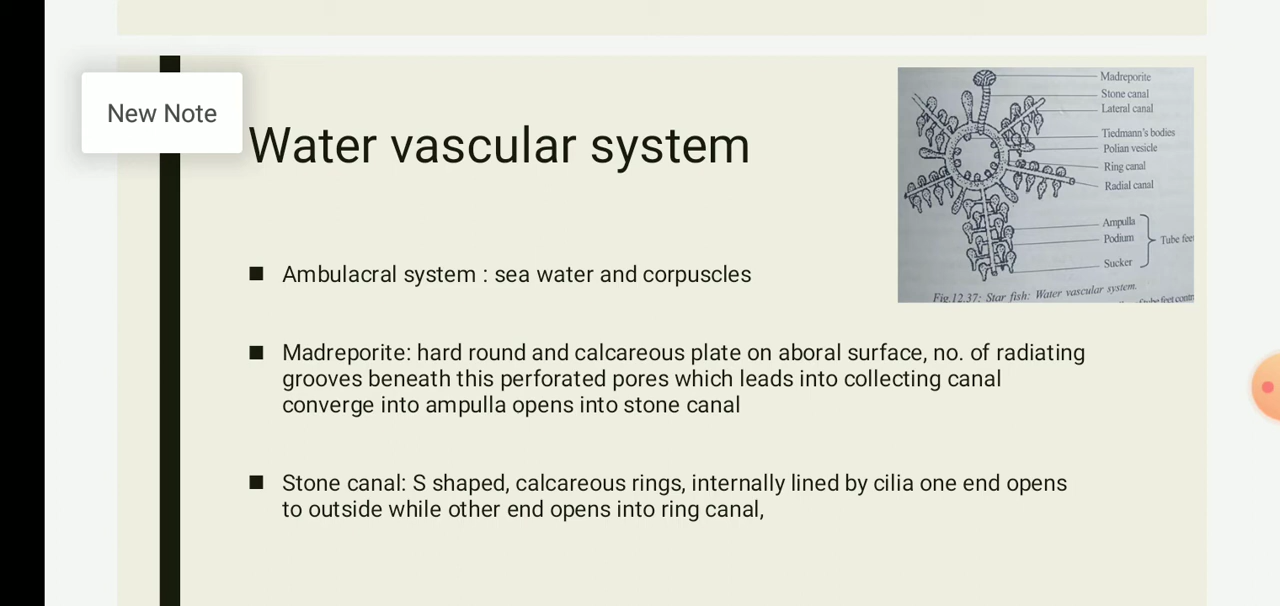 New Note
Water vascular system
Madreporite
Stone canal
Lateral canal
Tiedmann's bodies
Polian vesicle
Ring canal
Radial canal
Ampulla
Podium
Tube fee
Sucker
Fig.12.37: Star fish: Water vascular system.
■ Ambulacral system : sea water and corpuscles
■ Madreporite: hard round and calcareous plate on aboral surface, no. of radiating
grooves beneath this perforated pores which leads into collecting canal
converge into ampulla opens into stone canal
■ Stone canal: S shaped, calcareous rings, internally lined by cilia one end opens
to outside while other end opens into ring canal,